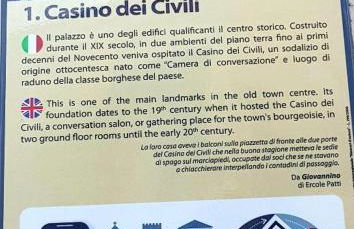 1. Casino dei Civili
Il palazzo è uno degli edifici qualificanti il centro storico. Costruito
durante il XIX secolo, in due ambienti del piano terra fino ai primi
decenni del Novecento veniva ospitato il Casino dei Civili, un sodalizio di
origine ottocentesca nato come "Camera di conversazione" e luogo di
raduno della classe borghese del paese.
This is one of the main landmarks in the old town centre. Its
foundation dates to the 19th century when it hosted the Casino dei
Civili, a conversation salon, or gathering place for the town's bourgeoisie, in
two ground floor rooms until the early 20th century.
La loro casa aveva i balconi sulla piazzetta di fronte alle due porte
del Casino dei Civili che nella buona stagione metteva le sedie
di spago sul marciapiedi, occupate dai soci che se ne stavano
a chiacchierare interpellando i contadini di passaggio.
Da Giovannino
di Ercole Patti